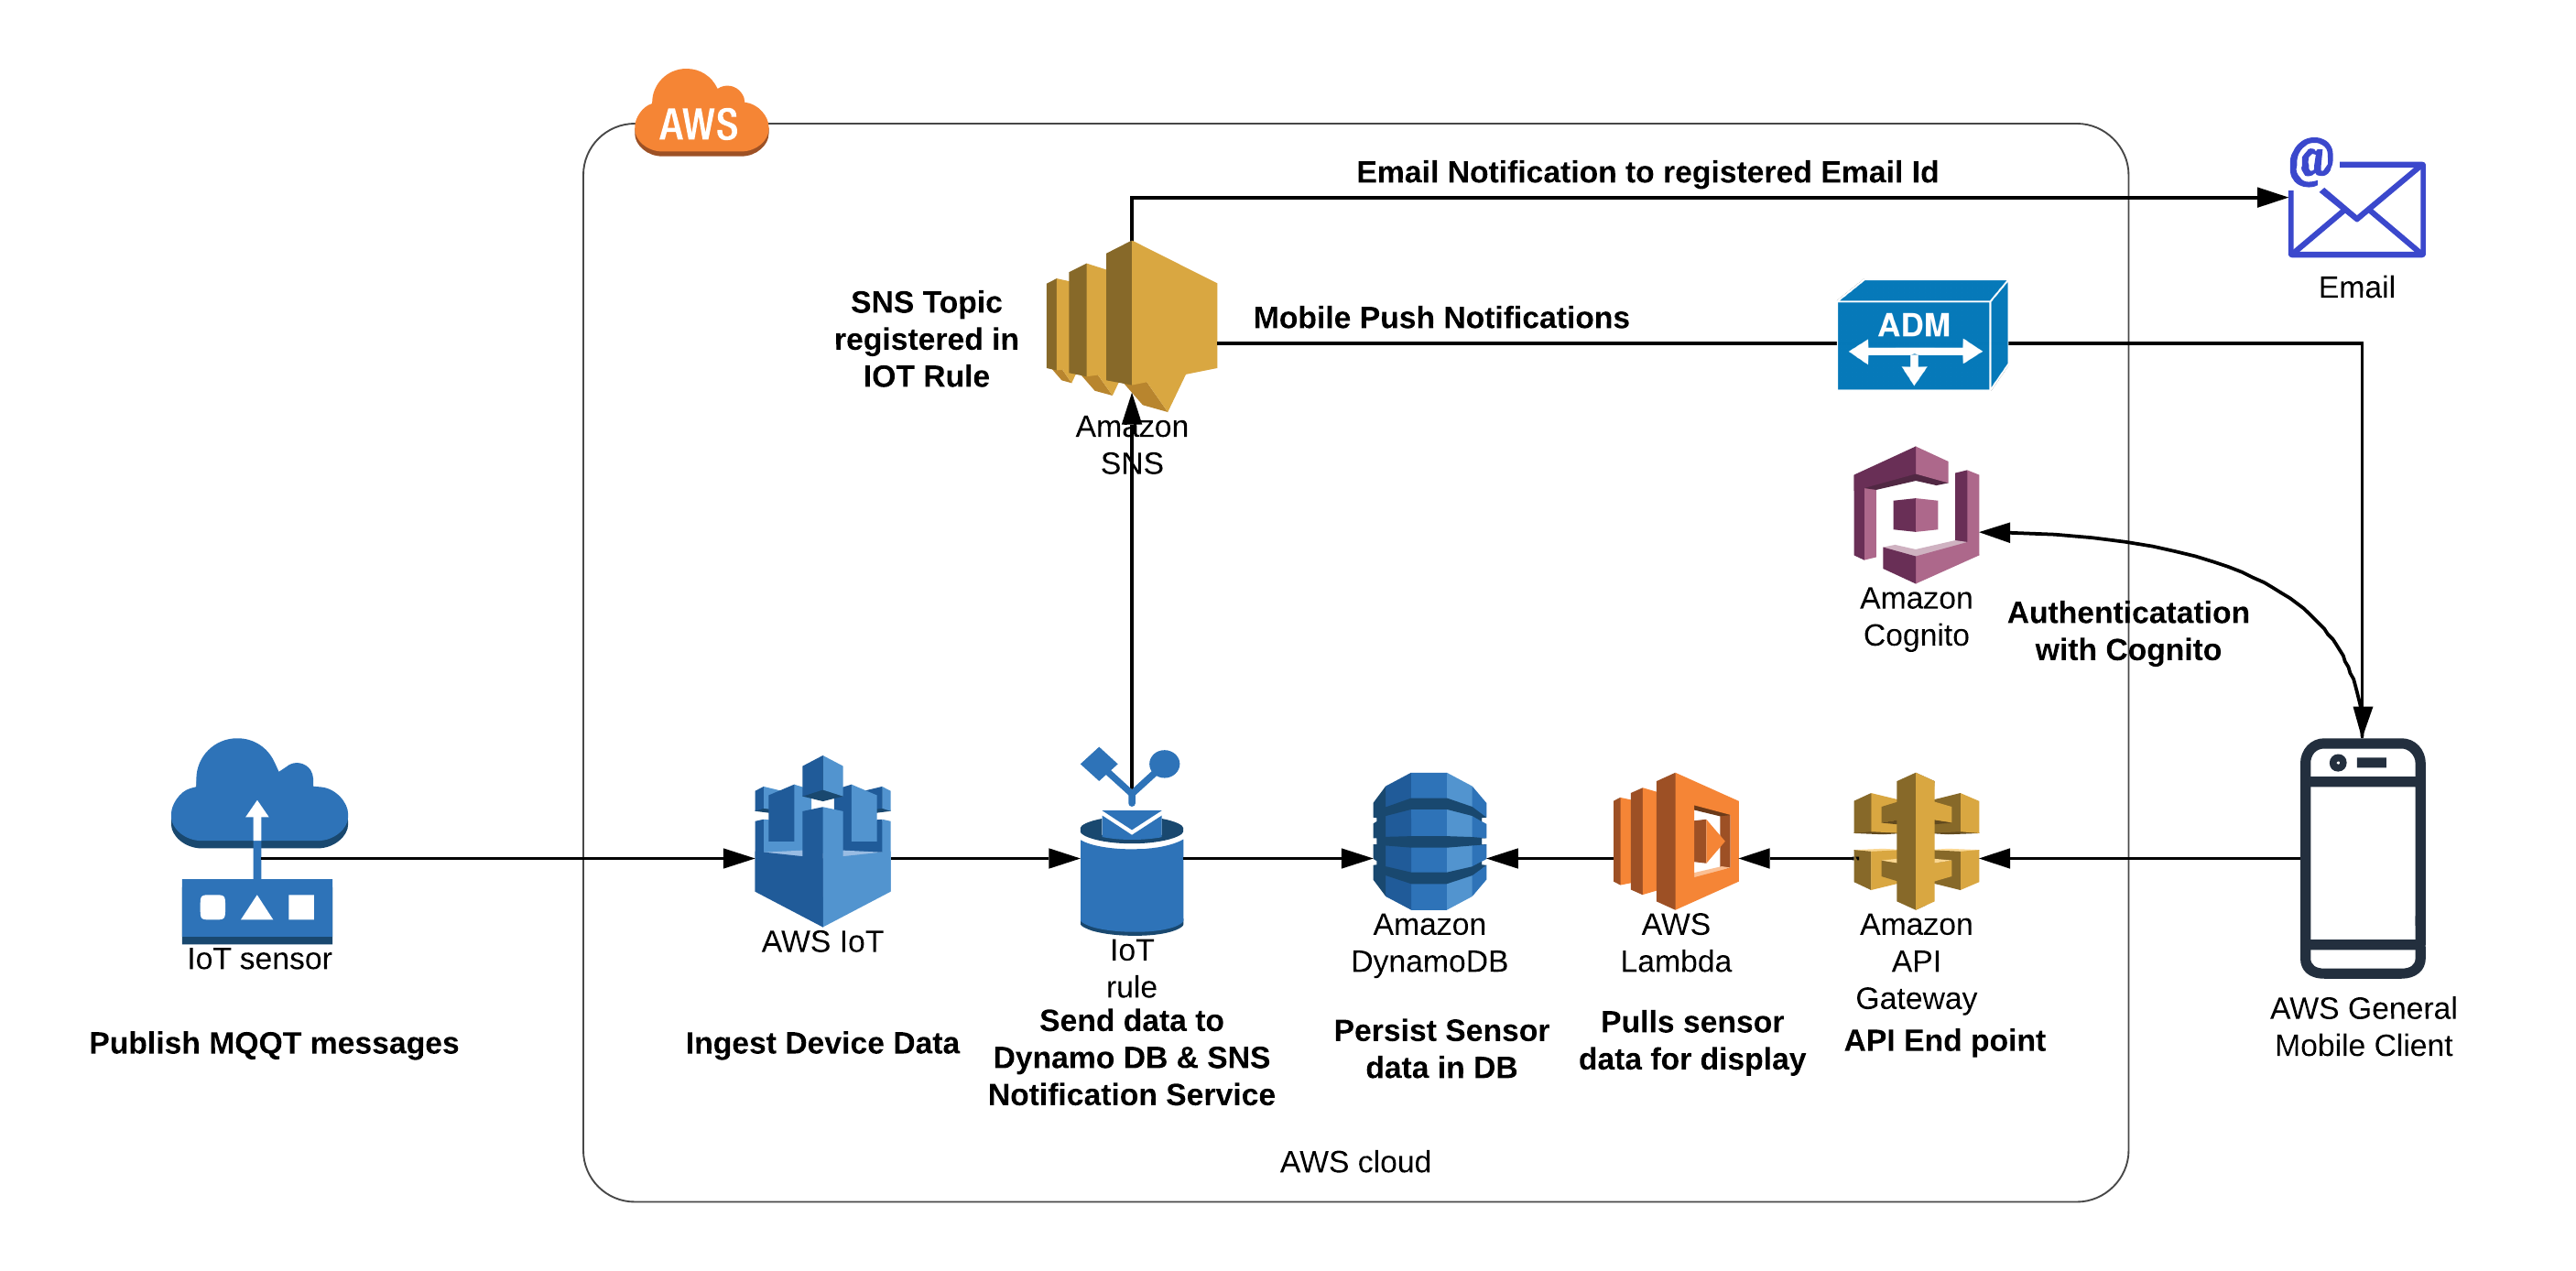 AWS
Email Notification to registered Email Id
@
Email
SNS Topic
registered in
IOT Rule
Mobile Push Notifications
ADM
Amazon
SNS
Amazon
Cognito
Authenticatation
with Cognito
IoT sensor
Publish MQQT messages
AWS IoT
Ingest Device Data
IoT
rule
Send data to
Dynamo DB & SNS
Notification Service
Amazon
DynamoDB
Persist Sensor
data in DB
AWS
Lambda
Pulls sensor
data for display
Amazon
API
Gateway
API End point
AWS General
Mobile Client
AWS cloud